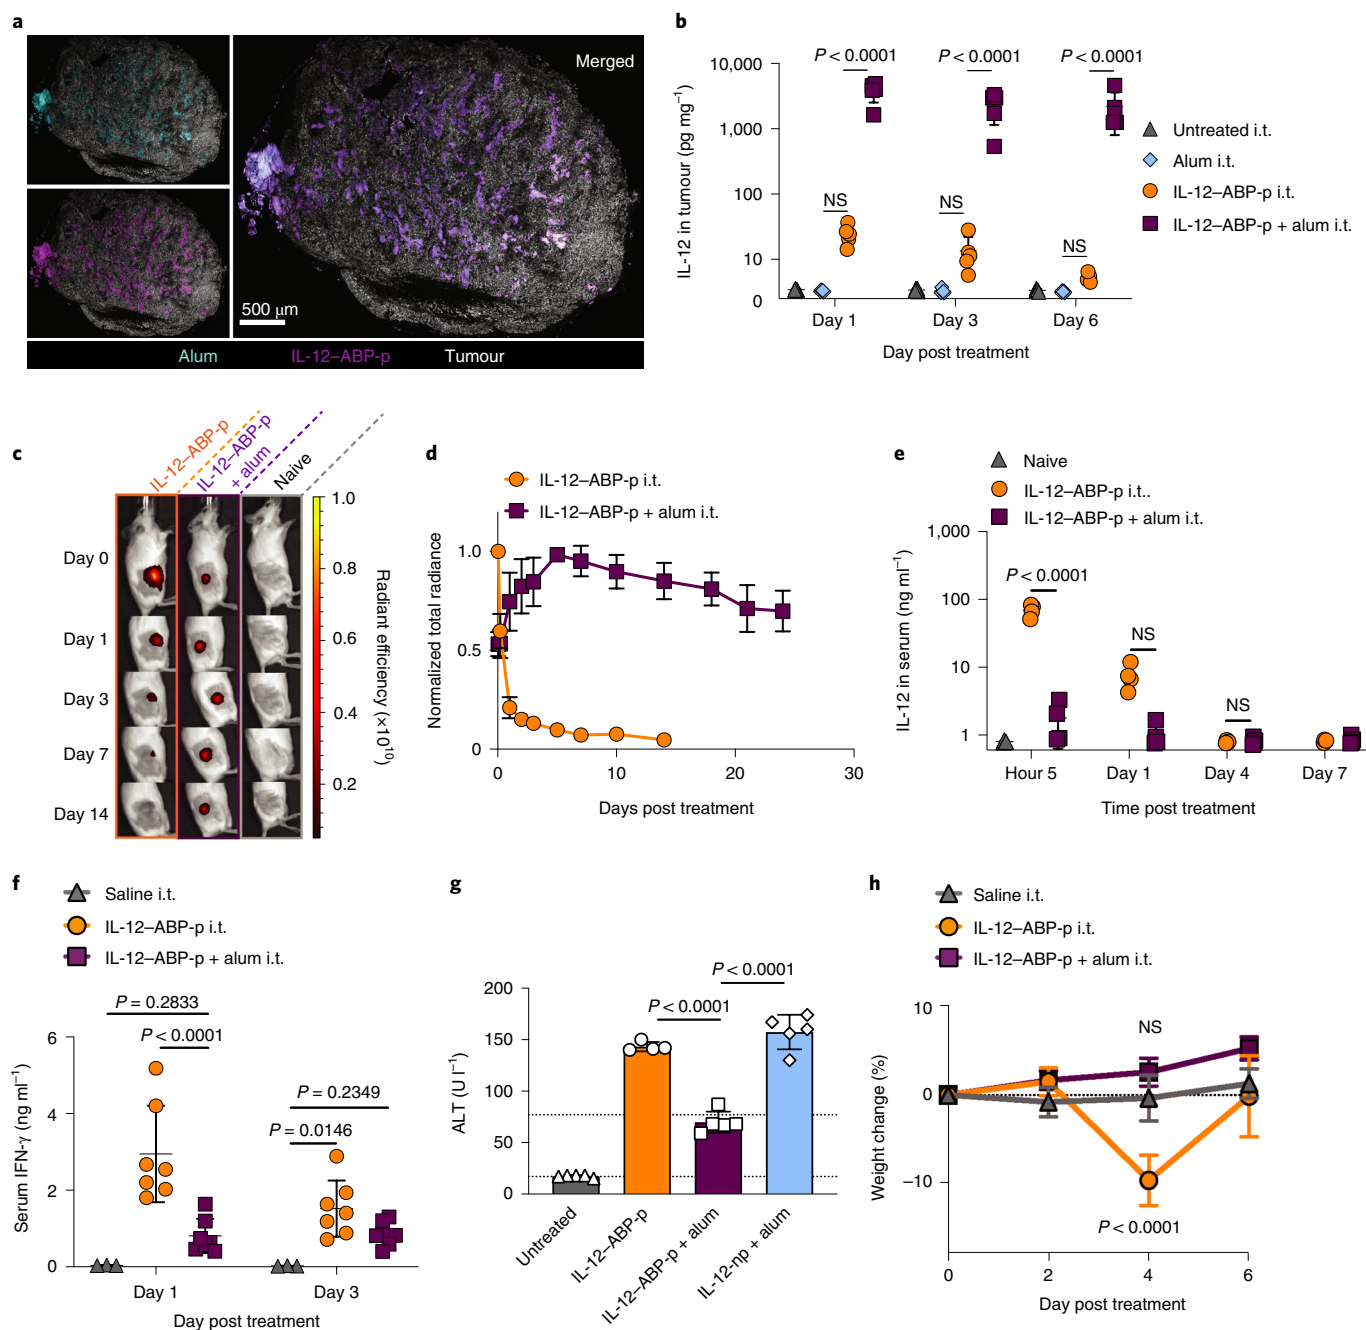 a
Merged
500 μm
Alum
IL-12–ABP-p
Tumour
b
P < 0.0001
P < 0.0001
P < 0.0001
10,000
1,000
100
10
0
IL-12 in tumour (pg mg⁻¹)
NS
NS
NS
Untreated i.t.
Alum i.t.
IL-12–ABP-p i.t.
IL-12–ABP-p + alum i.t.
Day 1
Day 3
Day 6
Day post treatment
c
IL-12–ABP-p
IL-12–ABP-p
+ alum
Naive
Day 0
Day 1
Day 3
Day 7
Day 14
1.0
0.8
0.6
0.4
0.2
Radiant efficiency (×10¹⁰)
d
IL-12–ABP-p i.t.
IL-12–ABP-p + alum i.t.
1.0
0.5
0
Normalized total radiance
0
10
20
30
Days post treatment
e
Naive
IL-12–ABP-p i.t..
IL-12–ABP-p + alum i.t.
1,000
100
10
1
IL-12 in serum (ng ml⁻¹)
P < 0.0001
NS
NS
Hour 5
Day 1
Day 4
Day 7
Time post treatment
f
Saline i.t.
IL-12–ABP-p i.t.
IL-12–ABP-p + alum i.t.
P = 0.2833
P < 0.0001
P = 0.2349
P = 0.0146
6
4
2
0
Serum IFN-γ (ng ml⁻¹)
Day 1
Day 3
Day post treatment
g
P < 0.0001
P < 0.0001
200
150
100
50
0
ALT (U l⁻¹)
Untreated
IL-12–ABP-p
IL-12–ABP-p + alum
IL-12-np + alum
h
Saline i.t.
IL-12–ABP-p i.t.
IL-12–ABP-p + alum i.t.
10
0
−10
Weight change (%)
NS
P < 0.0001
0
2
4
6
Day post treatment